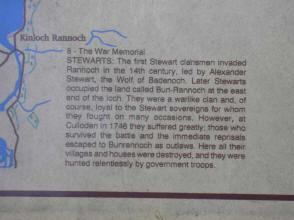 Kinloch Rannoch
8 - The War Memorial
STEWARTS: The first Stewart clansmen invaded
Rannoch in the 14th century, led by Alexander
Stewart, the Wolf of Badenoch. Later Stewarts
occupied the land called Bun-Rannoch at the east
end of the loch. They were a warlike clan and, of
course, loyal to the Stewart sovereigns for whom
they fought on many occasions. However, at
Culloden in 1746 they suffered greatly; those who
survived the battle and the immediate reprisals
escaped to Bunrannoch as outlaws. Here all their
villages and houses were destroyed, and they were
hunted relentlessly by government troops.